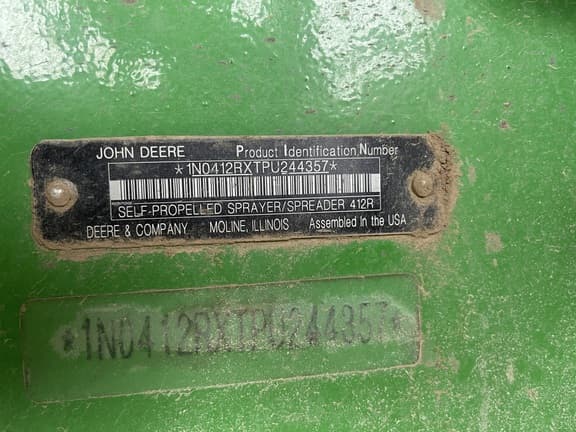 JOHN DEERE Product Identification Number
*1N0412RXTPU244357*
SELF-PROPELLED SPRAYER/SPREADER 412R
DEERE & COMPANY MOLINE, ILLINOIS Assembled in the USA
*1N0412RXTPU244357*